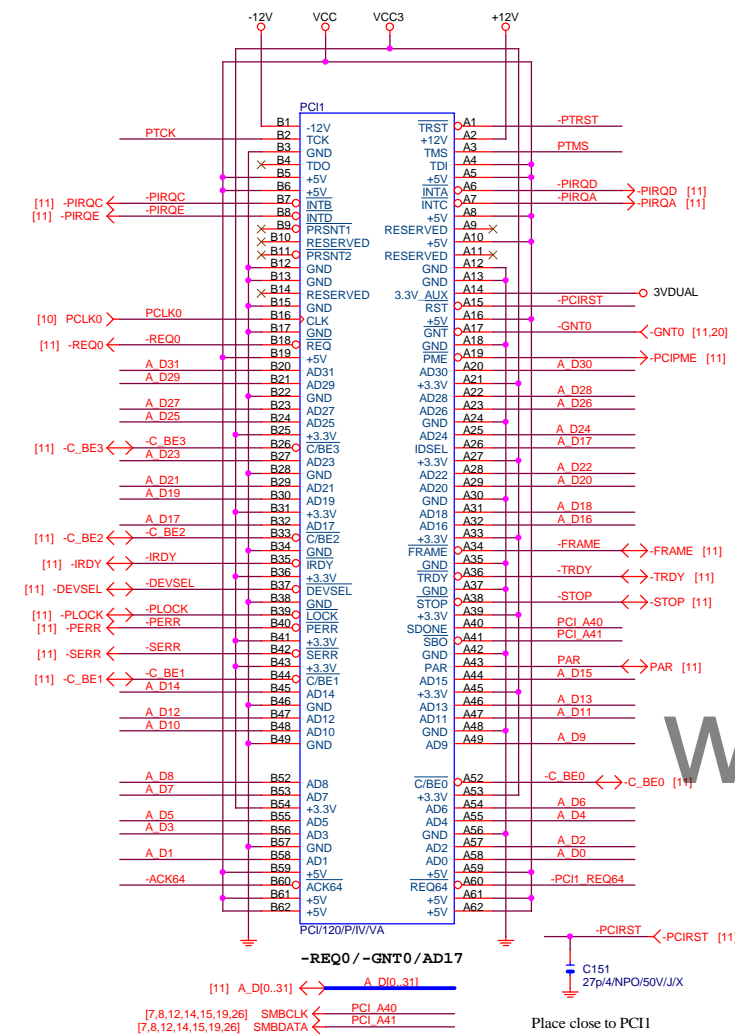 -12V VCC VCC3 +12V
PCI1
B1 -12V TRST A1 -PTRST
PTCK B2 TCK +12V A2
B3 GND TMS A3 PTMS
B4 TDO TDI A4
B5 +5V +5V A5
B6 +5V INTA A6 -PIRQD -PIRQD [11]
[11] -PIRQC -PIRQC B7 INTB INTC A7 -PIRQA -PIRQA [11]
[11] -PIRQE -PIRQE B8 INTD +5V A8
B9 PRSNT1 RESERVED A9
B10 RESERVED +5V A10
B11 PRSNT2 RESERVED A11
B12 GND GND A12
B13 GND GND A13
B14 RESERVED 3.3V_AUX A14 3VDUAL
B15 GND RST A15 -PCIRST
[10] PCLK0 PCLK0 B16 CLK +5V A16
B17 GND GNT A17 -GNT0 -GNT0 [11,20]
[11] -REQ0 -REQ0 B18 REQ GND A18
B19 +5V PME A19 -PCIPME [11]
A_D31 B20 AD31 AD30 A20 A_D30
A_D29 B21 AD29 +3.3V A21
B22 GND AD28 A22 A_D28
A_D27 B23 AD27 AD26 A23 A_D26
A_D25 B24 AD25 GND A24
B25 +3.3V AD24 A25 A_D24
[11] -C_BE3 -C_BE3 B26 C/BE3 IDSEL A26 A_D17
A_D23 B27 AD23 +3.3V A27
B28 GND AD22 A28 A_D22
A_D21 B29 AD21 AD20 A29 A_D20
A_D19 B30 AD19 GND A30
B31 +3.3V AD18 A31 A_D18
A_D17 B32 AD17 AD16 A32 A_D16
[11] -C_BE2 -C_BE2 B33 C/BE2 +3.3V A33
B34 GND FRAME A34 -FRAME -FRAME [11]
[11] -IRDY -IRDY B35 IRDY GND A35
B36 +3.3V TRDY A36 -TRDY -TRDY [11]
[11] -DEVSEL -DEVSEL B37 DEVSEL GND A37
B38 GND STOP A38 -STOP -STOP [11]
[11] -PLOCK -PLOCK B39 LOCK +3.3V A39
[11] -PERR -PERR B40 PERR SDONE A40 PCI_A40
B41 +3.3V SBO A41 PCI_A41
[11] -SERR -SERR B42 SERR GND A42
B43 +3.3V PAR A43 PAR PAR [11]
[11] -C_BE1 -C_BE1 B44 C/BE1 AD15 A44 A_D15
A_D14 B45 AD14 +3.3V A45
B46 GND AD13 A46 A_D13
A_D12 B47 AD12 AD11 A47 A_D11
A_D10 B48 AD10 GND A48
B49 GND AD9 A49 A_D9
W
A_D8 B52 AD8 C/BE0 A52 -C_BE0 -C_BE0 [11]
A_D7 B53 AD7 +3.3V A53
B54 +3.3V AD6 A54 A_D6
A_D5 B55 AD5 AD4 A55 A_D4
A_D3 B56 AD3 GND A56
B57 GND AD2 A57 A_D2
A_D1 B58 AD1 AD0 A58 A_D0
B59 +5V +5V A59
-ACK64 B60 ACK64 REQ64 A60 -PCI1_REQ64
B61 +5V +5V A61
B62 +5V +5V A62
PCI/120/P/IV/VA
-REQ0/-GNT0/AD17
-PCIRST -PCIRST [11]
C151
27p/4/NPO/50V/J/X
[11] A_D[0..31] A_D[0..31]
[7,8,12,14,15,19,26] SMBCLK PCI_A40
[7,8,12,14,15,19,26] SMBDATA PCI_A41
Place close to PCI1